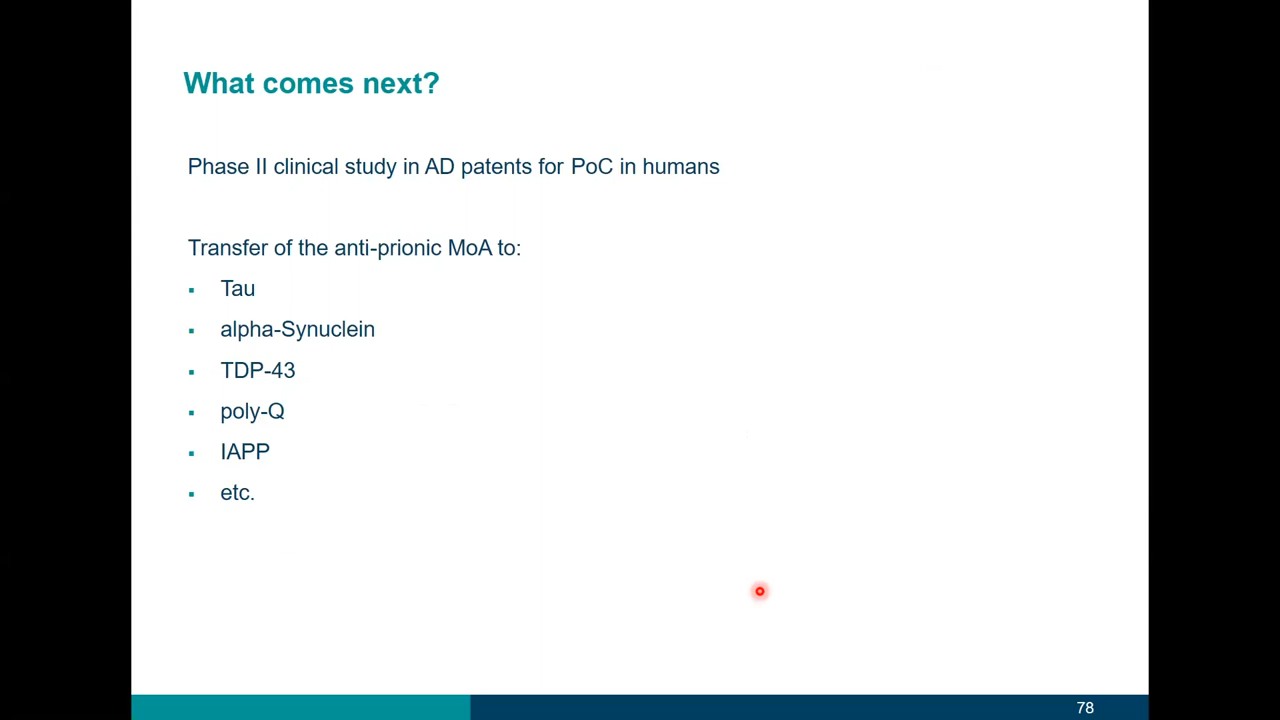 What comes next?
Phase II clinical study in AD patents for PoC in humans
Transfer of the anti-prionic MoA to:
▪ Tau
▪ alpha-Synuclein
▪ TDP-43
▪ poly-Q
▪ IAPP
▪ etc.
78